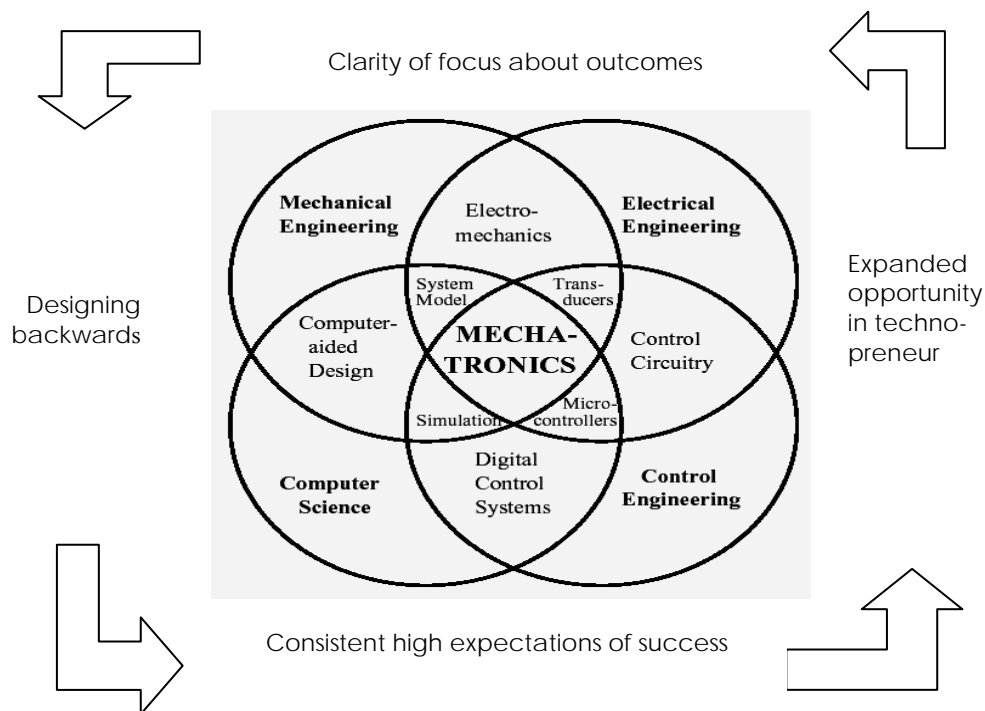 Clarity of focus about outcomes
Mechanical
Engineering
Electro-
mechanics
Electrical
Engineering
System
Model
Trans-
ducers
Designing
backwards
Computer-
aided
Design
MECHA-
TRONICS
Control
Circuitry
Expanded
opportunity
in techno-
preneur
Simulation
Micro-
controllers
Computer
Science
Digital
Control
Systems
Control
Engineering
Consistent high expectations of success